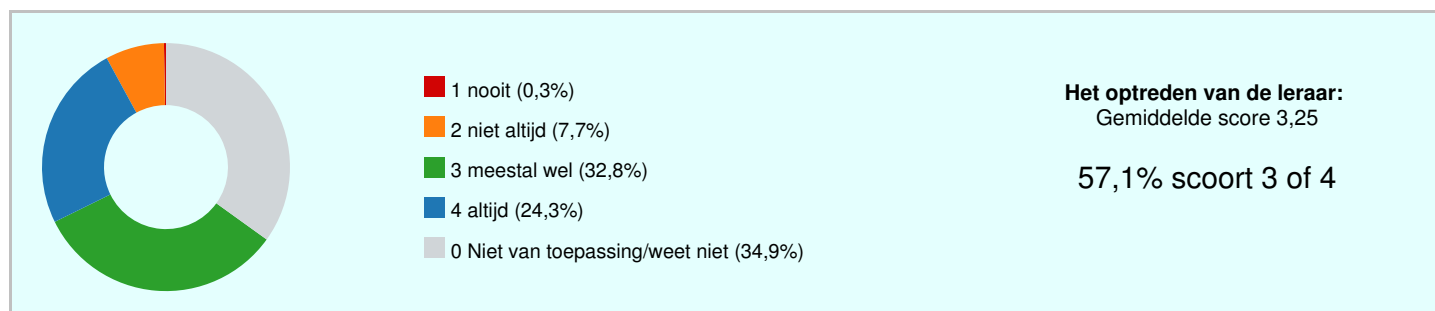 1 nooit (0,3%)
2 niet altijd (7,7%)
3 meestal wel (32,8%)
4 altijd (24,3%)
0 Niet van toepassing/weet niet (34,9%)
Het optreden van de leraar:
Gemiddelde score 3,25
57,1% scoort 3 of 4